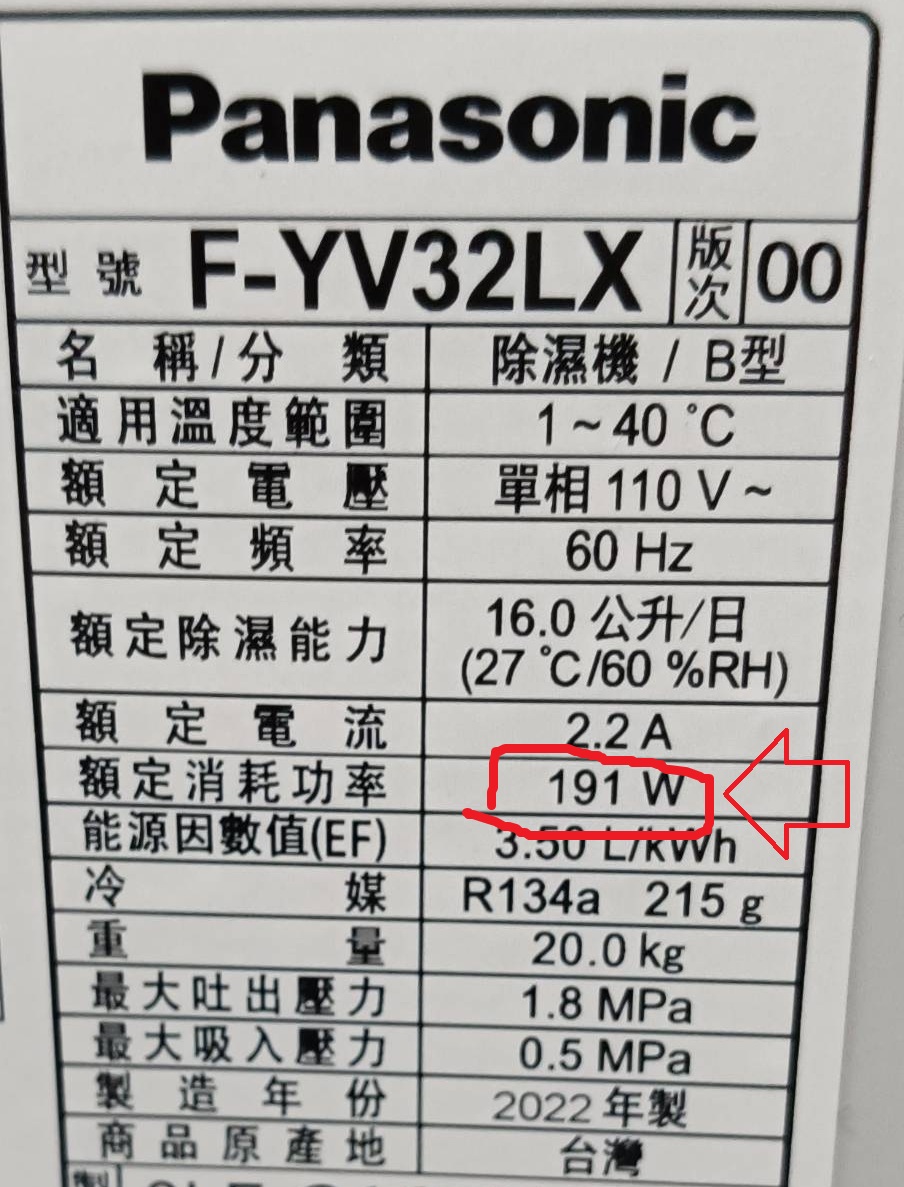 Panasonic
型號 F-YV32LX 版次 00
名稱/分類 除濕機 / B型
適用溫度範圍 1~40 °C
額定電壓 單相 110 V ~
額定頻率 60 Hz
額定除濕能力 16.0 公升/日
(27 °C/60 %RH)
額定電流 2.2 A
額定消耗功率 191 W
能源因數值(EF) 3.50 L/kWh
冷媒 R134a 215 g
重量 20.0 kg
最大吐出壓力 1.8 MPa
最大吸入壓力 0.5 MPa
製造年份 2022 年製
商品原產地 台灣